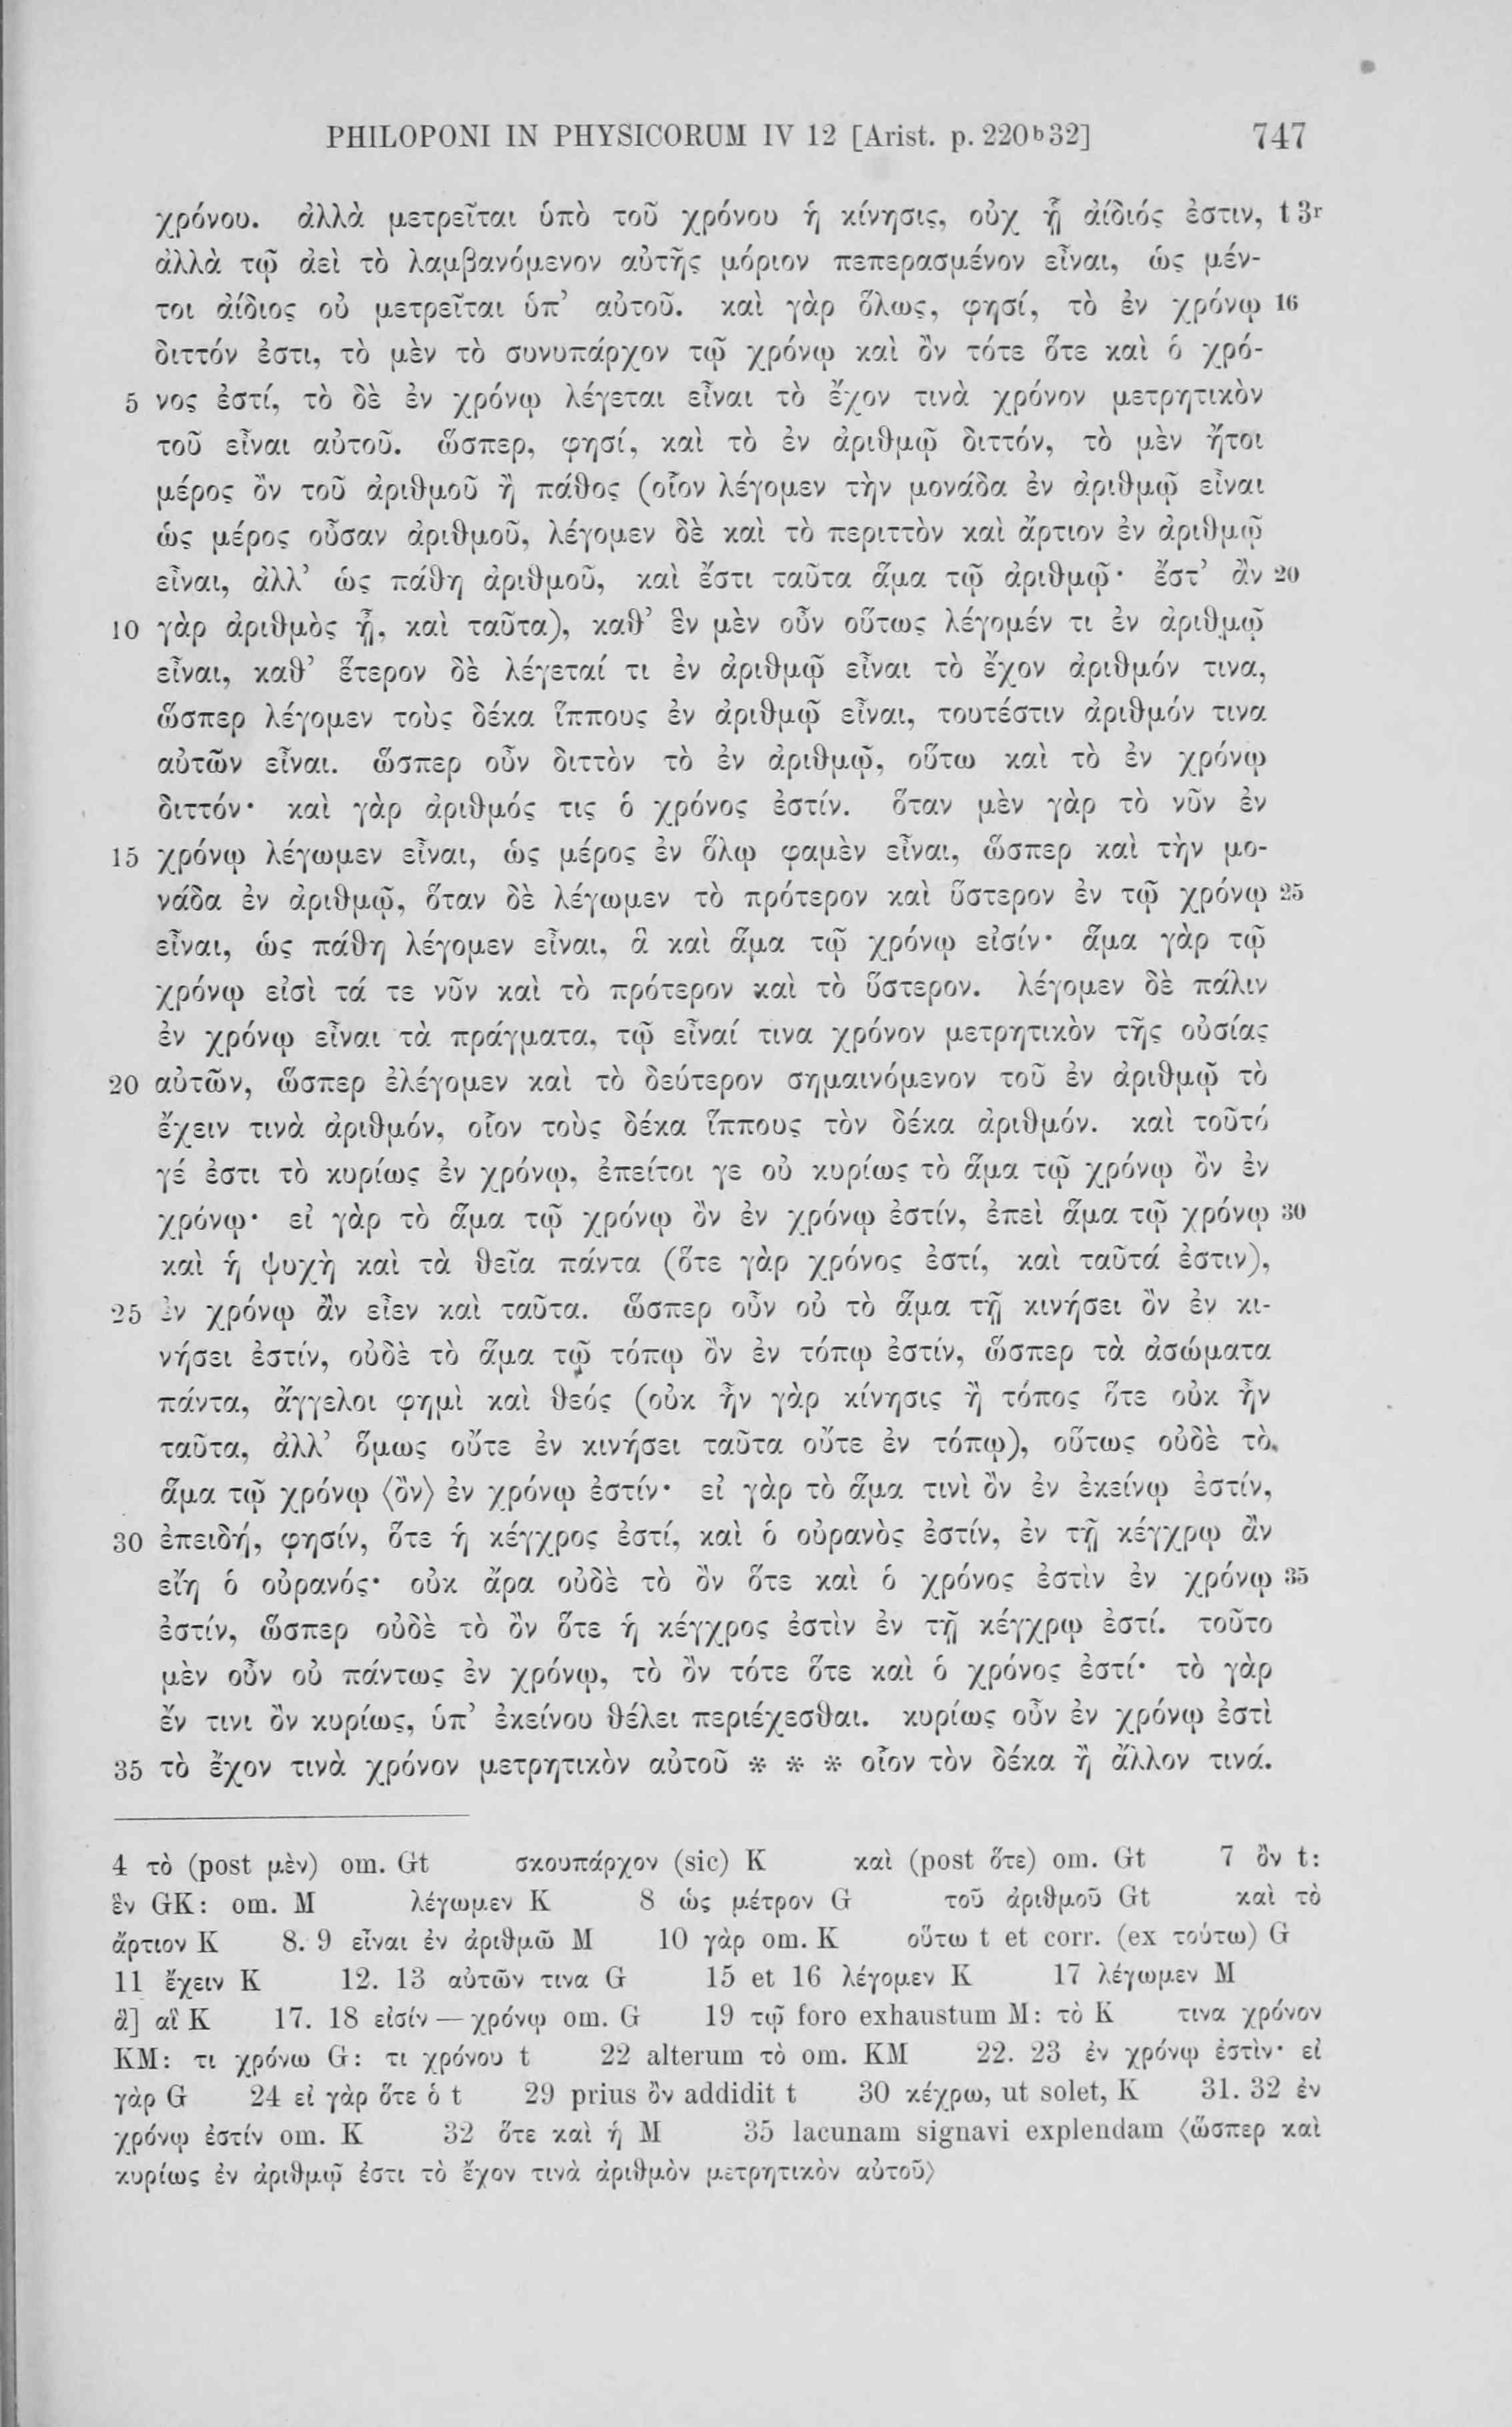 PHILOPONI IN PHYSICORUM IV 12 [Arist. p. 220ᵇ32] 747
χρόνου. ἀλλὰ μετρεῖται ὑπὸ τοῦ χρόνου ἡ κίνησις, οὐχ ᾗ ἀίδιός ἐστιν, t 3ʳ
ἀλλὰ τῷ ἀεὶ τὸ λαμβανόμενον αὐτῆς μόριον πεπερασμένον εἶναι, ὡς μέν-
τοι ἀίδιος οὐ μετρεῖται ὑπ’ αὐτοῦ. καὶ γὰρ ὅλως, φησί, τὸ ἐν χρόνῳ 16
διττόν ἐστι, τὸ μὲν τὸ συνυπάρχον τῷ χρόνῳ καὶ ὂν τότε ὅτε καὶ ὁ χρό-
5 νος ἐστί, τὸ δὲ ἐν χρόνῳ λέγεται εἶναι τὸ ἔχον τινὰ χρόνον μετρητικὸν
τοῦ εἶναι αὐτοῦ. ὥσπερ, φησί, καὶ τὸ ἐν ἀριθμῷ διττόν, τὸ μὲν ἤτοι
μέρος ὂν τοῦ ἀριθμοῦ ἢ πάθος (οἷον λέγομεν τὴν μονάδα ἐν ἀριθμῷ εἶναι
ὡς μέρος οὖσαν ἀριθμοῦ, λέγομεν δὲ καὶ τὸ περιττὸν καὶ ἄρτιον ἐν ἀριθμῷ
εἶναι, ἀλλ’ ὡς πάθη ἀριθμοῦ, καὶ ἔστι ταῦτα ἅμα τῷ ἀριθμῷ· ἔστ’ ἂν 20
10 γὰρ ἀριθμὸς ᾖ, καὶ ταῦτα), καθ’ ἓν μὲν οὖν οὕτως λέγομέν τι ἐν ἀριθμῷ
εἶναι, καθ’ ἕτερον δὲ λέγεταί τι ἐν ἀριθμῷ εἶναι τὸ ἔχον ἀριθμόν τινα,
ὥσπερ λέγομεν τοὺς δέκα ἵππους ἐν ἀριθμῷ εἶναι, τουτέστιν ἀριθμόν τινα
αὐτῶν εἶναι. ὥσπερ οὖν διττὸν τὸ ἐν ἀριθμῷ, οὕτω καὶ τὸ ἐν χρόνῳ
διττόν· καὶ γὰρ ἀριθμός τις ὁ χρόνος ἐστίν. ὅταν μὲν γὰρ τὸ νῦν ἐν
15 χρόνῳ λέγωμεν εἶναι, ὡς μέρος ἐν ὅλῳ φαμὲν εἶναι, ὥσπερ καὶ τὴν μο-
νάδα ἐν ἀριθμῷ, ὅταν δὲ λέγωμεν τὸ πρότερον καὶ ὕστερον ἐν τῷ χρόνῳ 25
εἶναι, ὡς πάθη λέγομεν εἶναι, ἃ καὶ ἅμα τῷ χρόνῳ εἰσίν· ἅμα γὰρ τῷ
χρόνῳ εἰσὶ τά τε νῦν καὶ τὸ πρότερον καὶ τὸ ὕστερον. λέγομεν δὲ πάλιν
ἐν χρόνῳ εἶναι τὰ πράγματα, τῷ εἶναί τινα χρόνον μετρητικὸν τῆς οὐσίας
20 αὐτῶν, ὥσπερ ἐλέγομεν καὶ τὸ δεύτερον σημαινόμενον τοῦ ἐν ἀριθμῷ τὸ
ἔχειν τινὰ ἀριθμόν, οἷον τοὺς δέκα ἵππους τὸν δέκα ἀριθμόν. καὶ τοῦτό
γέ ἐστι τὸ κυρίως ἐν χρόνῳ, ἐπείτοι γε οὐ κυρίως τὸ ἅμα τῷ χρόνῳ ὂν ἐν
χρόνῳ· εἰ γὰρ τὸ ἅμα τῷ χρόνῳ ὂν ἐν χρόνῳ ἐστίν, ἐπεὶ ἅμα τῷ χρόνῳ 30
καὶ ἡ ψυχὴ καὶ τὰ θεῖα πάντα (ὅτε γὰρ χρόνος ἐστί, καὶ ταῦτά ἐστιν),
25 ἐν χρόνῳ ἂν εἶεν καὶ ταῦτα. ὥσπερ οὖν οὐ τὸ ἅμα τῇ κινήσει ὂν ἐν κι-
νήσει ἐστίν, οὐδὲ τὸ ἅμα τῷ τόπῳ ὂν ἐν τόπῳ ἐστίν, ὥσπερ τὰ ἀσώματα
πάντα, ἄγγελοι φημὶ καὶ θεός (οὐκ ἦν γὰρ κίνησις ἢ τόπος ὅτε οὐκ ἦν
ταῦτα, ἀλλ’ ὅμως οὔτε ἐν κινήσει ταῦτα οὔτε ἐν τόπῳ), οὕτως οὐδὲ τὸ
ἅμα τῷ χρόνῳ ⟨ὂν⟩ ἐν χρόνῳ ἐστίν· εἰ γὰρ τὸ ἅμα τινὶ ὂν ἐν ἐκείνῳ ἐστίν,
30 ἐπειδή, φησίν, ὅτε ἡ κέγχρος ἐστί, καὶ ὁ οὐρανὸς ἐστίν, ἐν τῇ κέγχρῳ ἂν
εἴη ὁ οὐρανός· οὐκ ἄρα οὐδὲ τὸ ὂν ὅτε καὶ ὁ χρόνος ἐστὶν ἐν χρόνῳ 35
ἐστίν, ὥσπερ οὐδὲ τὸ ὂν ὅτε ἡ κέγχρος ἐστὶν ἐν τῇ κέγχρῳ ἐστί. τοῦτο
μὲν οὖν οὐ πάντως ἐν χρόνῳ, τὸ ὂν τότε ὅτε καὶ ὁ χρόνος ἐστί· τὸ γὰρ
ἔν τινι ὂν κυρίως, ὑπ’ ἐκείνου θέλει περιέχεσθαι. κυρίως οὖν ἐν χρόνῳ ἐστὶ
35 τὸ ἔχον τινὰ χρόνον μετρητικὸν αὐτοῦ * * * οἷον τὸν δέκα ἢ ἄλλον τινά.
4 τὸ (post μὲν) om. Gt σκουπάρχον (sic) K καὶ (post ὅτε) om. Gt 7 ὂν t:
ἓν GK: om. M λέγωμεν K 8 ὡς μέτρον G τοῦ ἀριθμοῦ Gt καὶ τὸ
ἄρτιον K 8. 9 εἶναι ἐν ἀριθμῶ M 10 γὰρ om. K οὕτω t et corr. (ex τούτω) G
11 ἔχειν K 12. 13 αὐτῶν τινα G 15 et 16 λέγομεν K 17 λέγωμεν M
ἃ] αἳ K 17. 18 εἰσίν — χρόνῳ om. G 19 τῷ foro exhaustum M: τὸ K τινα χρόνον
KM: τι χρόνω G: τι χρόνου t 22 alterum τὸ om. KM 22. 23 ἐν χρόνῳ ἐστὶν· εἰ
γὰρ G 24 εἰ γὰρ ὅτε ὁ t 29 prius ὂν addidit t 30 κέχρω, ut solet, K 31. 32 ἐν
χρόνῳ ἐστίν om. K 32 ὅτε καὶ ἡ M 35 lacunam signavi explendam ⟨ὥσπερ καὶ
κυρίως ἐν ἀριθμῷ ἐστι τὸ ἔχον τινὰ ἀριθμὸν μετρητικὸν αὐτοῦ⟩